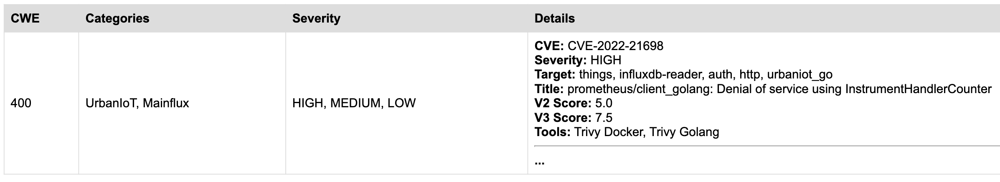 CWE Categories Severity Details
400 UrbanIoT, Mainflux HIGH, MEDIUM, LOW
CVE: CVE-2022-21698
Severity: HIGH
Target: things, influxdb-reader, auth, http, urbaniot_go
Title: prometheus/client_golang: Denial of service using InstrumentHandlerCounter
V2 Score: 5.0
V3 Score: 7.5
Tools: Trivy Docker, Trivy Golang
...